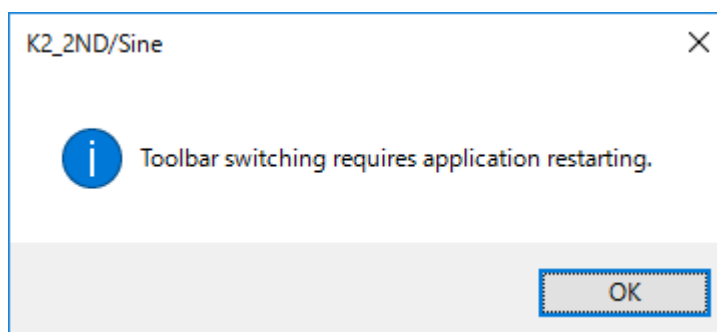 K2_2ND/Sine
Toolbar switching requires application restarting.
OK